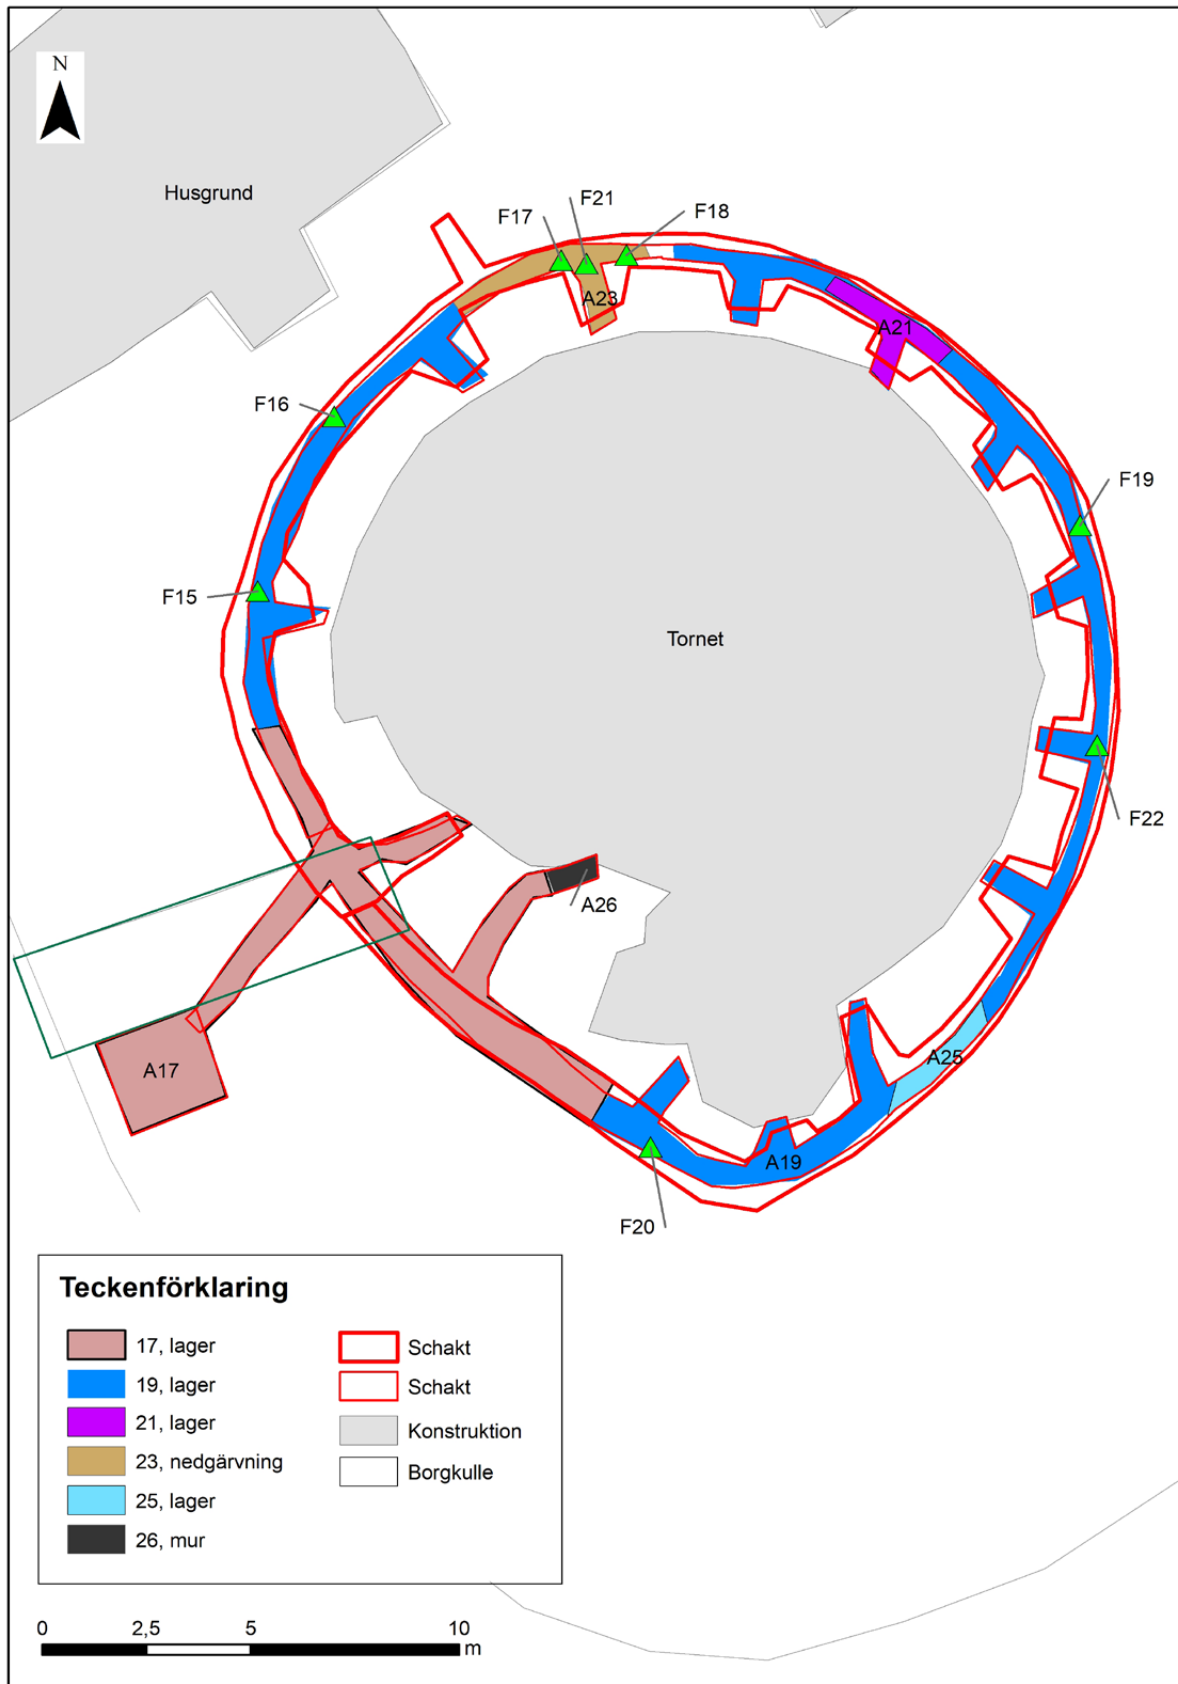 N
Husgrund
F21
F17
F18
A23
A21
F16
F19
F15
Tornet
F22
A26
A25
A17
A19
F20
Teckenförklaring
17, lager
19, lager
21, lager
23, nedgärvning
25, lager
26, mur
Schakt
Schakt
Konstruktion
Borgkulle
0 2,5 5 10
m